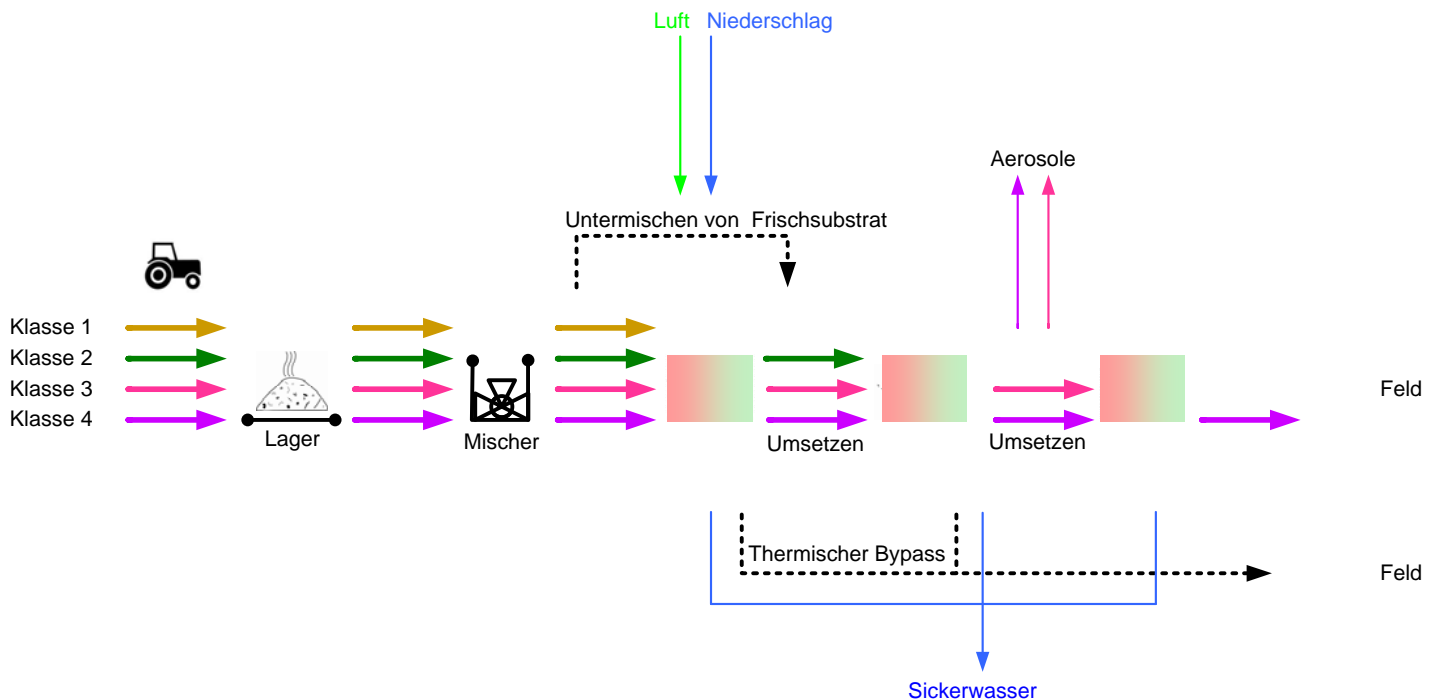 Luft Niederschlag
Aerosole
Untermischen von Frischsubstrat
Klasse 1
Klasse 2
Klasse 3
Klasse 4
Feld
Lager
Mischer
Umsetzen
Umsetzen
Thermischer Bypass
Feld
Sickerwasser